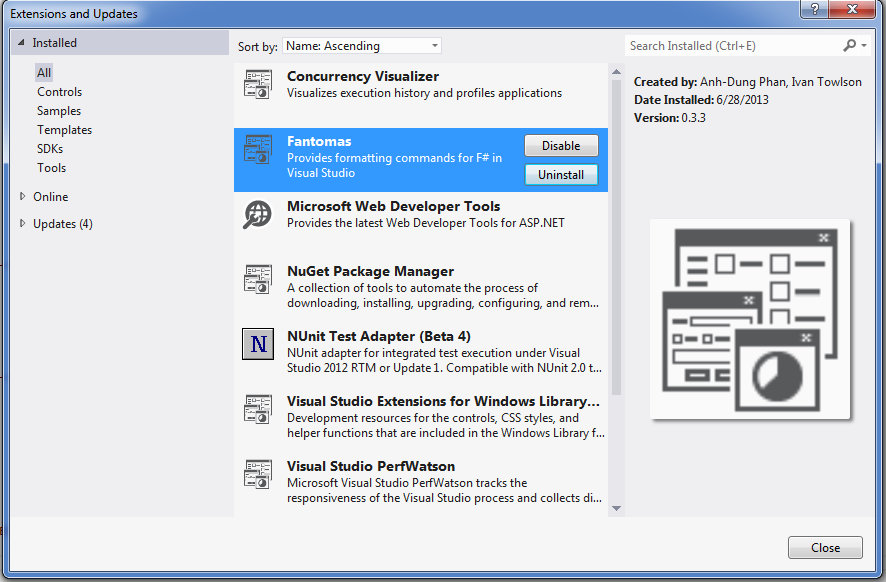 Extensions and Updates
?
Installed
All
Controls
Samples
Templates
SDKs
Tools
Online
Updates (4)
Sort by: Name: Ascending
Concurrency Visualizer
Visualizes execution history and profiles applications
Fantomas
Provides formatting commands for F# in
Visual Studio
Disable
Uninstall
Microsoft Web Developer Tools
Provides the latest Web Developer Tools for ASP.NET
NuGet Package Manager
A collection of tools to automate the process of
downloading, installing, upgrading, configuring, and rem...
N
NUnit Test Adapter (Beta 4)
NUnit adapter for integrated test execution under Visual
Studio 2012 RTM or Update 1. Compatible with NUnit 2.0 t...
Visual Studio Extensions for Windows Library...
Development resources for the controls, CSS styles, and
helper functions that are included in the Windows Library f...
Visual Studio PerfWatson
Microsoft Visual Studio PerfWatson tracks the
responsiveness of the Visual Studio process and collects di...
Search Installed (Ctrl+E)
Created by: Anh-Dung Phan, Ivan Towlson
Date Installed: 6/28/2013
Version: 0.3.3
Close